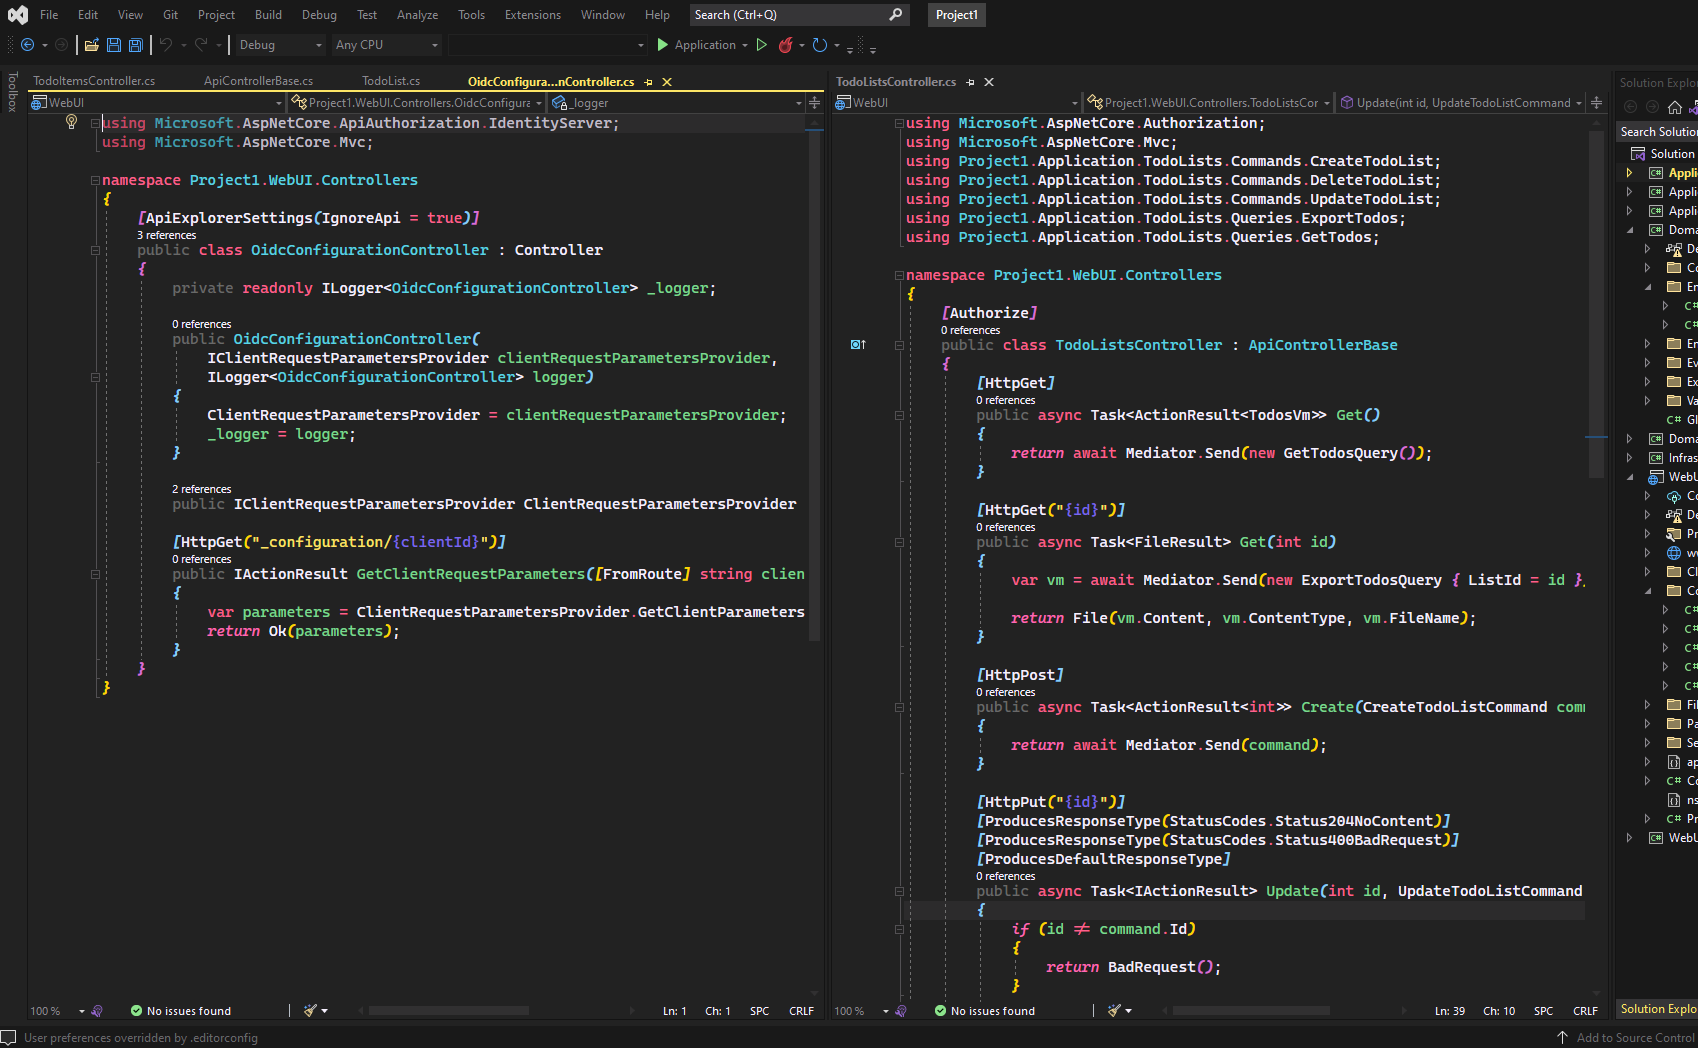 File Edit View Git Project Build Debug Test Analyze Tools Extensions Window Help Search (Ctrl+Q) Project1
Debug Any CPU Application
Toolbox
TodoItemsController.cs ApiControllerBase.cs TodoList.cs OidcConfigura...nController.cs
WebUI Project1.WebUI.Controllers.OidcConfigura _logger
using Microsoft.AspNetCore.ApiAuthorization.IdentityServer;
using Microsoft.AspNetCore.Mvc;
namespace Project1.WebUI.Controllers
{
[ApiExplorerSettings(IgnoreApi = true)]
3 references
public class OidcConfigurationController : Controller
{
private readonly ILogger<OidcConfigurationController> _logger;
0 references
public OidcConfigurationController(
IClientRequestParametersProvider clientRequestParametersProvider,
ILogger<OidcConfigurationController> logger)
{
ClientRequestParametersProvider = clientRequestParametersProvider;
_logger = logger;
}
2 references
public IClientRequestParametersProvider ClientRequestParametersProvider
[HttpGet("_configuration/{clientId}")]
0 references
public IActionResult GetClientRequestParameters([FromRoute] string clien
{
var parameters = ClientRequestParametersProvider.GetClientParameters
return Ok(parameters);
}
}
}
100 % No issues found Ln: 1 Ch: 1 SPC CRLF
TodoListsController.cs
WebUI Project1.WebUI.Controllers.TodoListsCor Update(int id, UpdateTodoListCommand
using Microsoft.AspNetCore.Authorization;
using Microsoft.AspNetCore.Mvc;
using Project1.Application.TodoLists.Commands.CreateTodoList;
using Project1.Application.TodoLists.Commands.DeleteTodoList;
using Project1.Application.TodoLists.Commands.UpdateTodoList;
using Project1.Application.TodoLists.Queries.ExportTodos;
using Project1.Application.TodoLists.Queries.GetTodos;
namespace Project1.WebUI.Controllers
{
[Authorize]
0 references
public class TodoListsController : ApiControllerBase
{
[HttpGet]
0 references
public async Task<ActionResult<TodosVm>> Get()
{
return await Mediator.Send(new GetTodosQuery());
}
[HttpGet("{id}")]
0 references
public async Task<FileResult> Get(int id)
{
var vm = await Mediator.Send(new ExportTodosQuery { ListId = id }
return File(vm.Content, vm.ContentType, vm.FileName);
}
[HttpPost]
0 references
public async Task<ActionResult<int>> Create(CreateTodoListCommand com
{
return await Mediator.Send(command);
}
[HttpPut("{id}")]
[ProducesResponseType(StatusCodes.Status204NoContent)]
[ProducesResponseType(StatusCodes.Status400BadRequest)]
[ProducesDefaultResponseType]
0 references
public async Task<IActionResult> Update(int id, UpdateTodoListCommand
{
if (id ≠ command.Id)
{
return BadRequest();
}
100 % No issues found Ln: 39 Ch: 10 SPC CRLF
Solution Explo
Search Solutio
Solution
C# Appli
C# Appli
C# Appli
C# Doma
De
Co
En
C#
C#
En
Ev
Ex
Va
C# Gl
C# Doma
C# Infras
WebU
Co
De
Pr
w
Cl
Co
C#
C#
C#
C#
C#
Fil
Pa
Se
ap
C# Co
ns
C# Pr
C# WebU
Solution Explo
User preferences overridden by .editorconfig
Add to Source Control